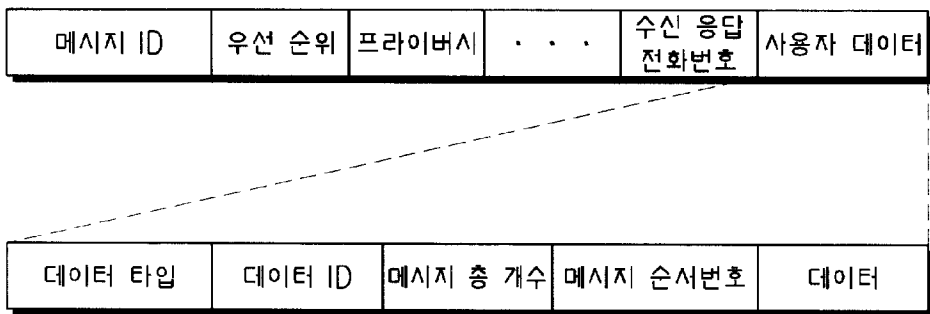 메시지 ID 우선 순위 프라이버시 · · · 수신 응답 전화번호 사용자 데이터
데이터 타입 데이터 ID 메시지 총 개수 메시지 순서번호 데이터